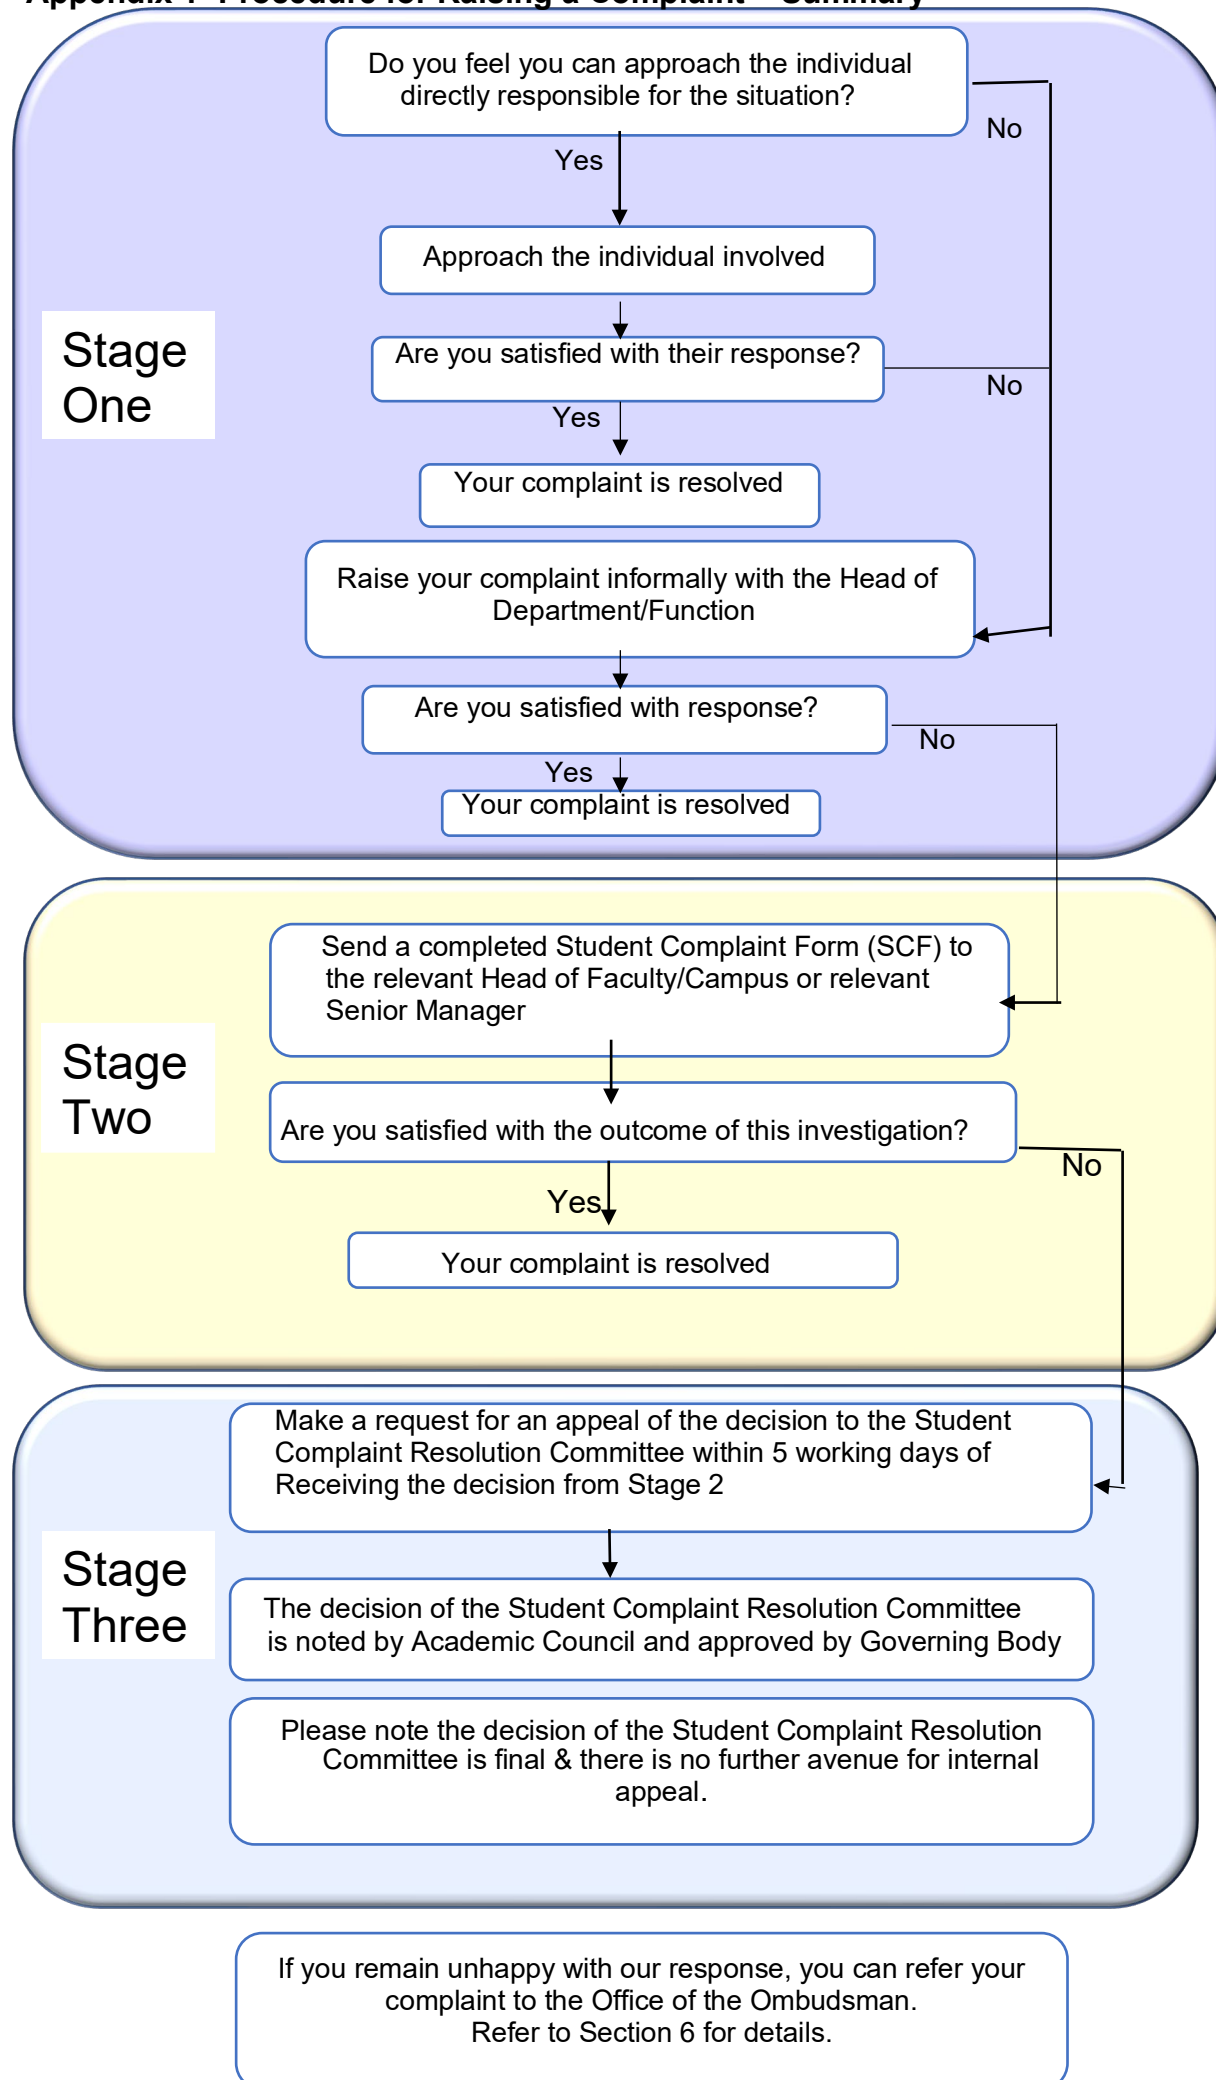 Appendix 1 Procedure for Raising a Complaint – Summary
Do you feel you can approach the individual
directly responsible for the situation?
No
Yes
Approach the individual involved
Stage
One
Are you satisfied with their response?
No
Yes
Your complaint is resolved
Raise your complaint informally with the Head of
Department/Function
Are you satisfied with response?
No
Yes
Your complaint is resolved
Send a completed Student Complaint Form (SCF) to
the relevant Head of Faculty/Campus or relevant
Senior Manager
Stage
Two
Are you satisfied with the outcome of this investigation?
No
Yes
Your complaint is resolved
Make a request for an appeal of the decision to the Student
Complaint Resolution Committee within 5 working days of
Receiving the decision from Stage 2
Stage
Three
The decision of the Student Complaint Resolution Committee
is noted by Academic Council and approved by Governing Body
Please note the decision of the Student Complaint Resolution
Committee is final & there is no further avenue for internal
appeal.
If you remain unhappy with our response, you can refer your
complaint to the Office of the Ombudsman.
Refer to Section 6 for details.